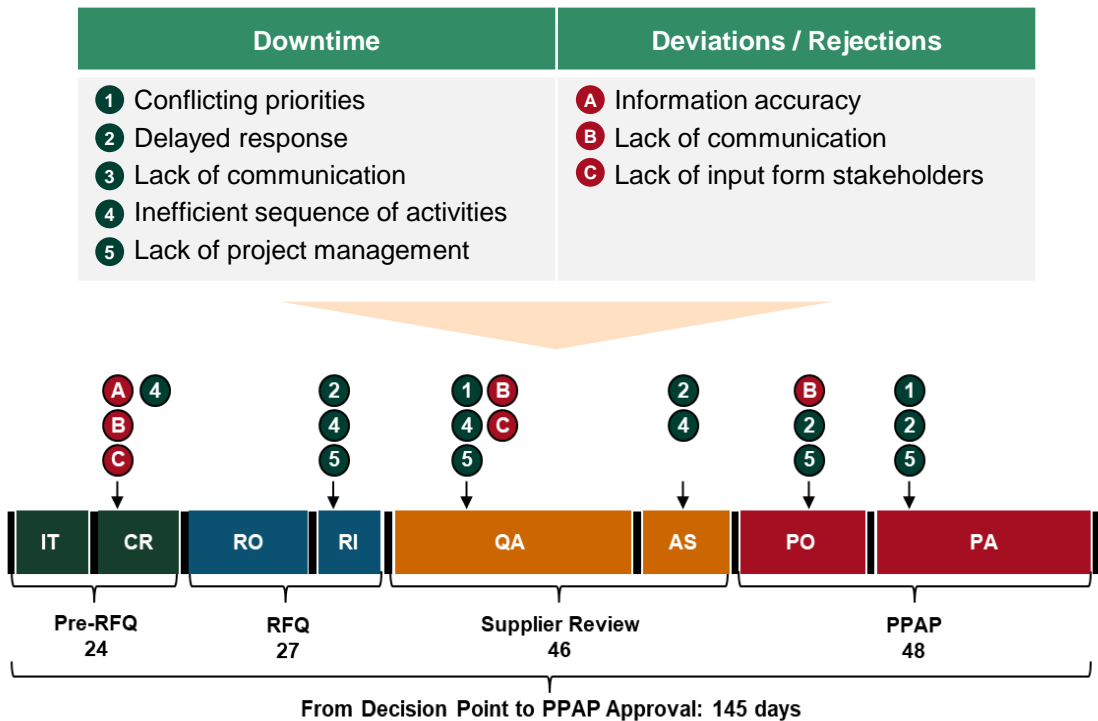 Downtime
Deviations / Rejections
1 Conflicting priorities
2 Delayed response
3 Lack of communication
4 Inefficient sequence of activities
5 Lack of project management
A Information accuracy
B Lack of communication
C Lack of input form stakeholders
A 4
B
C
2
4
5
1 B
4 C
5
2
4
B
2
5
1
2
5
IT CR RO RI QA AS PO PA
Pre-RFQ
24
RFQ
27
Supplier Review
46
PPAP
48
From Decision Point to PPAP Approval: 145 days